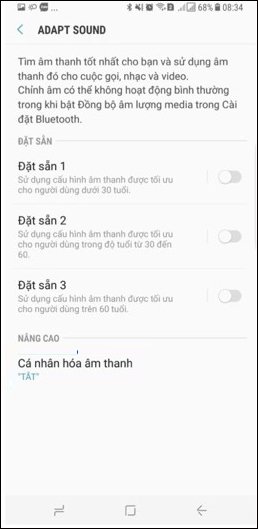 68% 08:34
ADAPT SOUND
Tìm âm thanh tốt nhất cho bạn và sử dụng âm
thanh đó cho cuộc gọi, nhạc và video.
Chính âm có thể không hoạt động bình thường
trong khi bật Đồng bộ âm lượng media trong Cài
đặt Bluetooth.
ĐẶT SẴN
Đặt sẵn 1
Sử dụng cấu hình âm thanh được tối ưu
cho người dùng dưới 30 tuổi.
Đặt sẵn 2
Sử dụng cấu hình âm thanh được tối ưu
cho người dùng trong độ tuổi từ 30 đến
60.
Đặt sẵn 3
Sử dụng cấu hình âm thanh được tối ưu
cho người dùng trên 60 tuổi.
NÂNG CAO
Cá nhân hóa âm thanh
"TẮT"